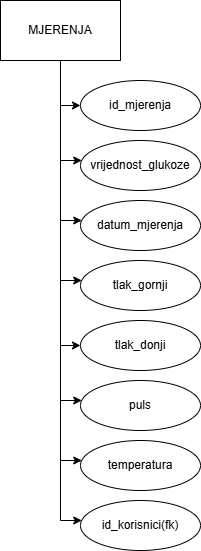 MJERENJA
id_mjerenja
vrijednost_glukoze
datum_mjerenja
tlak_gornji
tlak_donji
puls
temperatura
id_korisnici(fk)